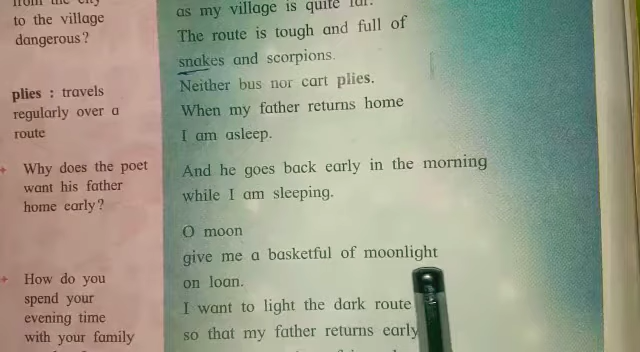 to the village
dangerous?
plies : travels
regularly over a
route
Why does the poet
want his father
home early?
How do you
spend your
evening time
with your family
as my village is quite far.
The route is tough and full of
snakes and scorpions.
Neither bus nor cart plies.
When my father returns home
I am asleep.
And he goes back early in the morning
while I am sleeping.
O moon
give me a basketful of moonlight
on loan.
I want to light the dark route
so that my father returns early